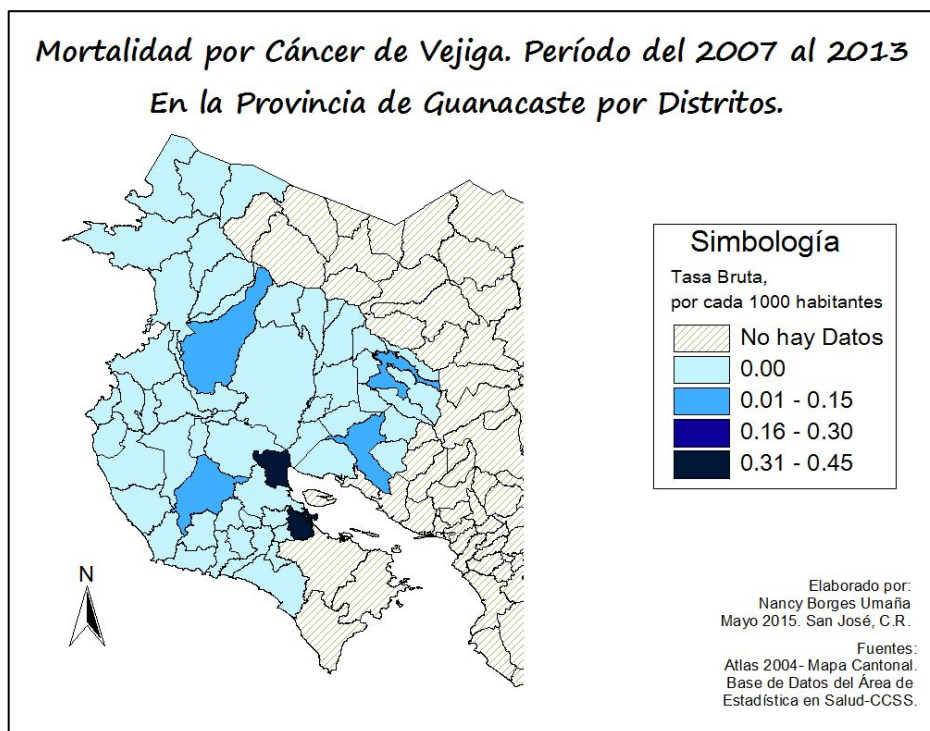 Mortalidad por Cáncer de Vejiga. Período del 2007 al 2013
En la Provincia de Guanacaste por Distritos.
Simbología
Tasa Bruta,
por cada 1000 habitantes
No hay Datos
0.00
0.01 - 0.15
0.16 - 0.30
0.31 - 0.45
N
Elaborado por:
Nancy Borges Umaña
Mayo 2015. San José, C.R.
Fuentes:
Atlas 2004- Mapa Cantonal.
Base de Datos del Área de
Estadística en Salud-CCSS.